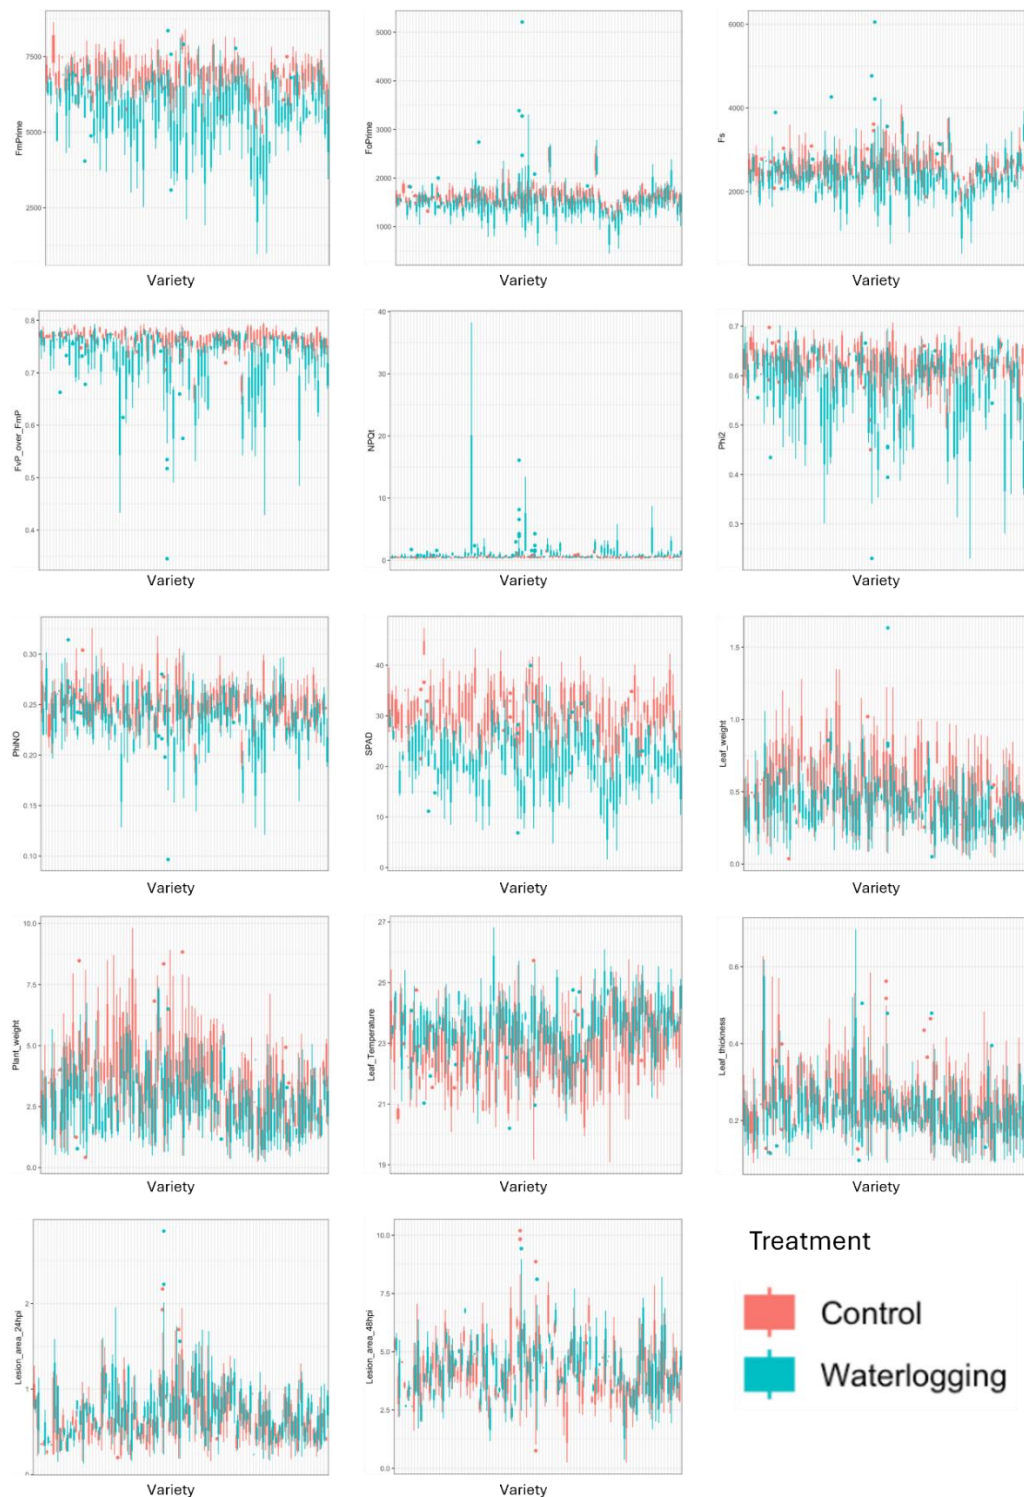 FmPrime
7500
5000
2500
Variety
FoPrime
5000
4000
3000
2000
1000
Variety
Fs
6000
4000
2000
Variety
FvP_over_FmP
0.8
0.7
0.6
0.5
0.4
Variety
NPQt
40
30
20
10
0
Variety
Phi2
0.7
0.6
0.5
0.4
0.3
Variety
PhiNO
0.30
0.25
0.20
0.15
0.10
Variety
SPAD
40
30
20
10
0
Variety
Leaf_weight
1.5
1.0
0.5
0.0
Variety
Plant_weight
10.0
7.5
5.0
2.5
0.0
Variety
Leaf_Temperature
27
25
23
21
19
Variety
Leaf_thickness
0.6
0.4
0.2
Variety
Lesion_area_24hpi
2
1
0
Variety
Lesion_area_48hpi
10.0
7.5
5.0
2.5
0.0
Variety
Treatment
Control
Waterlogging